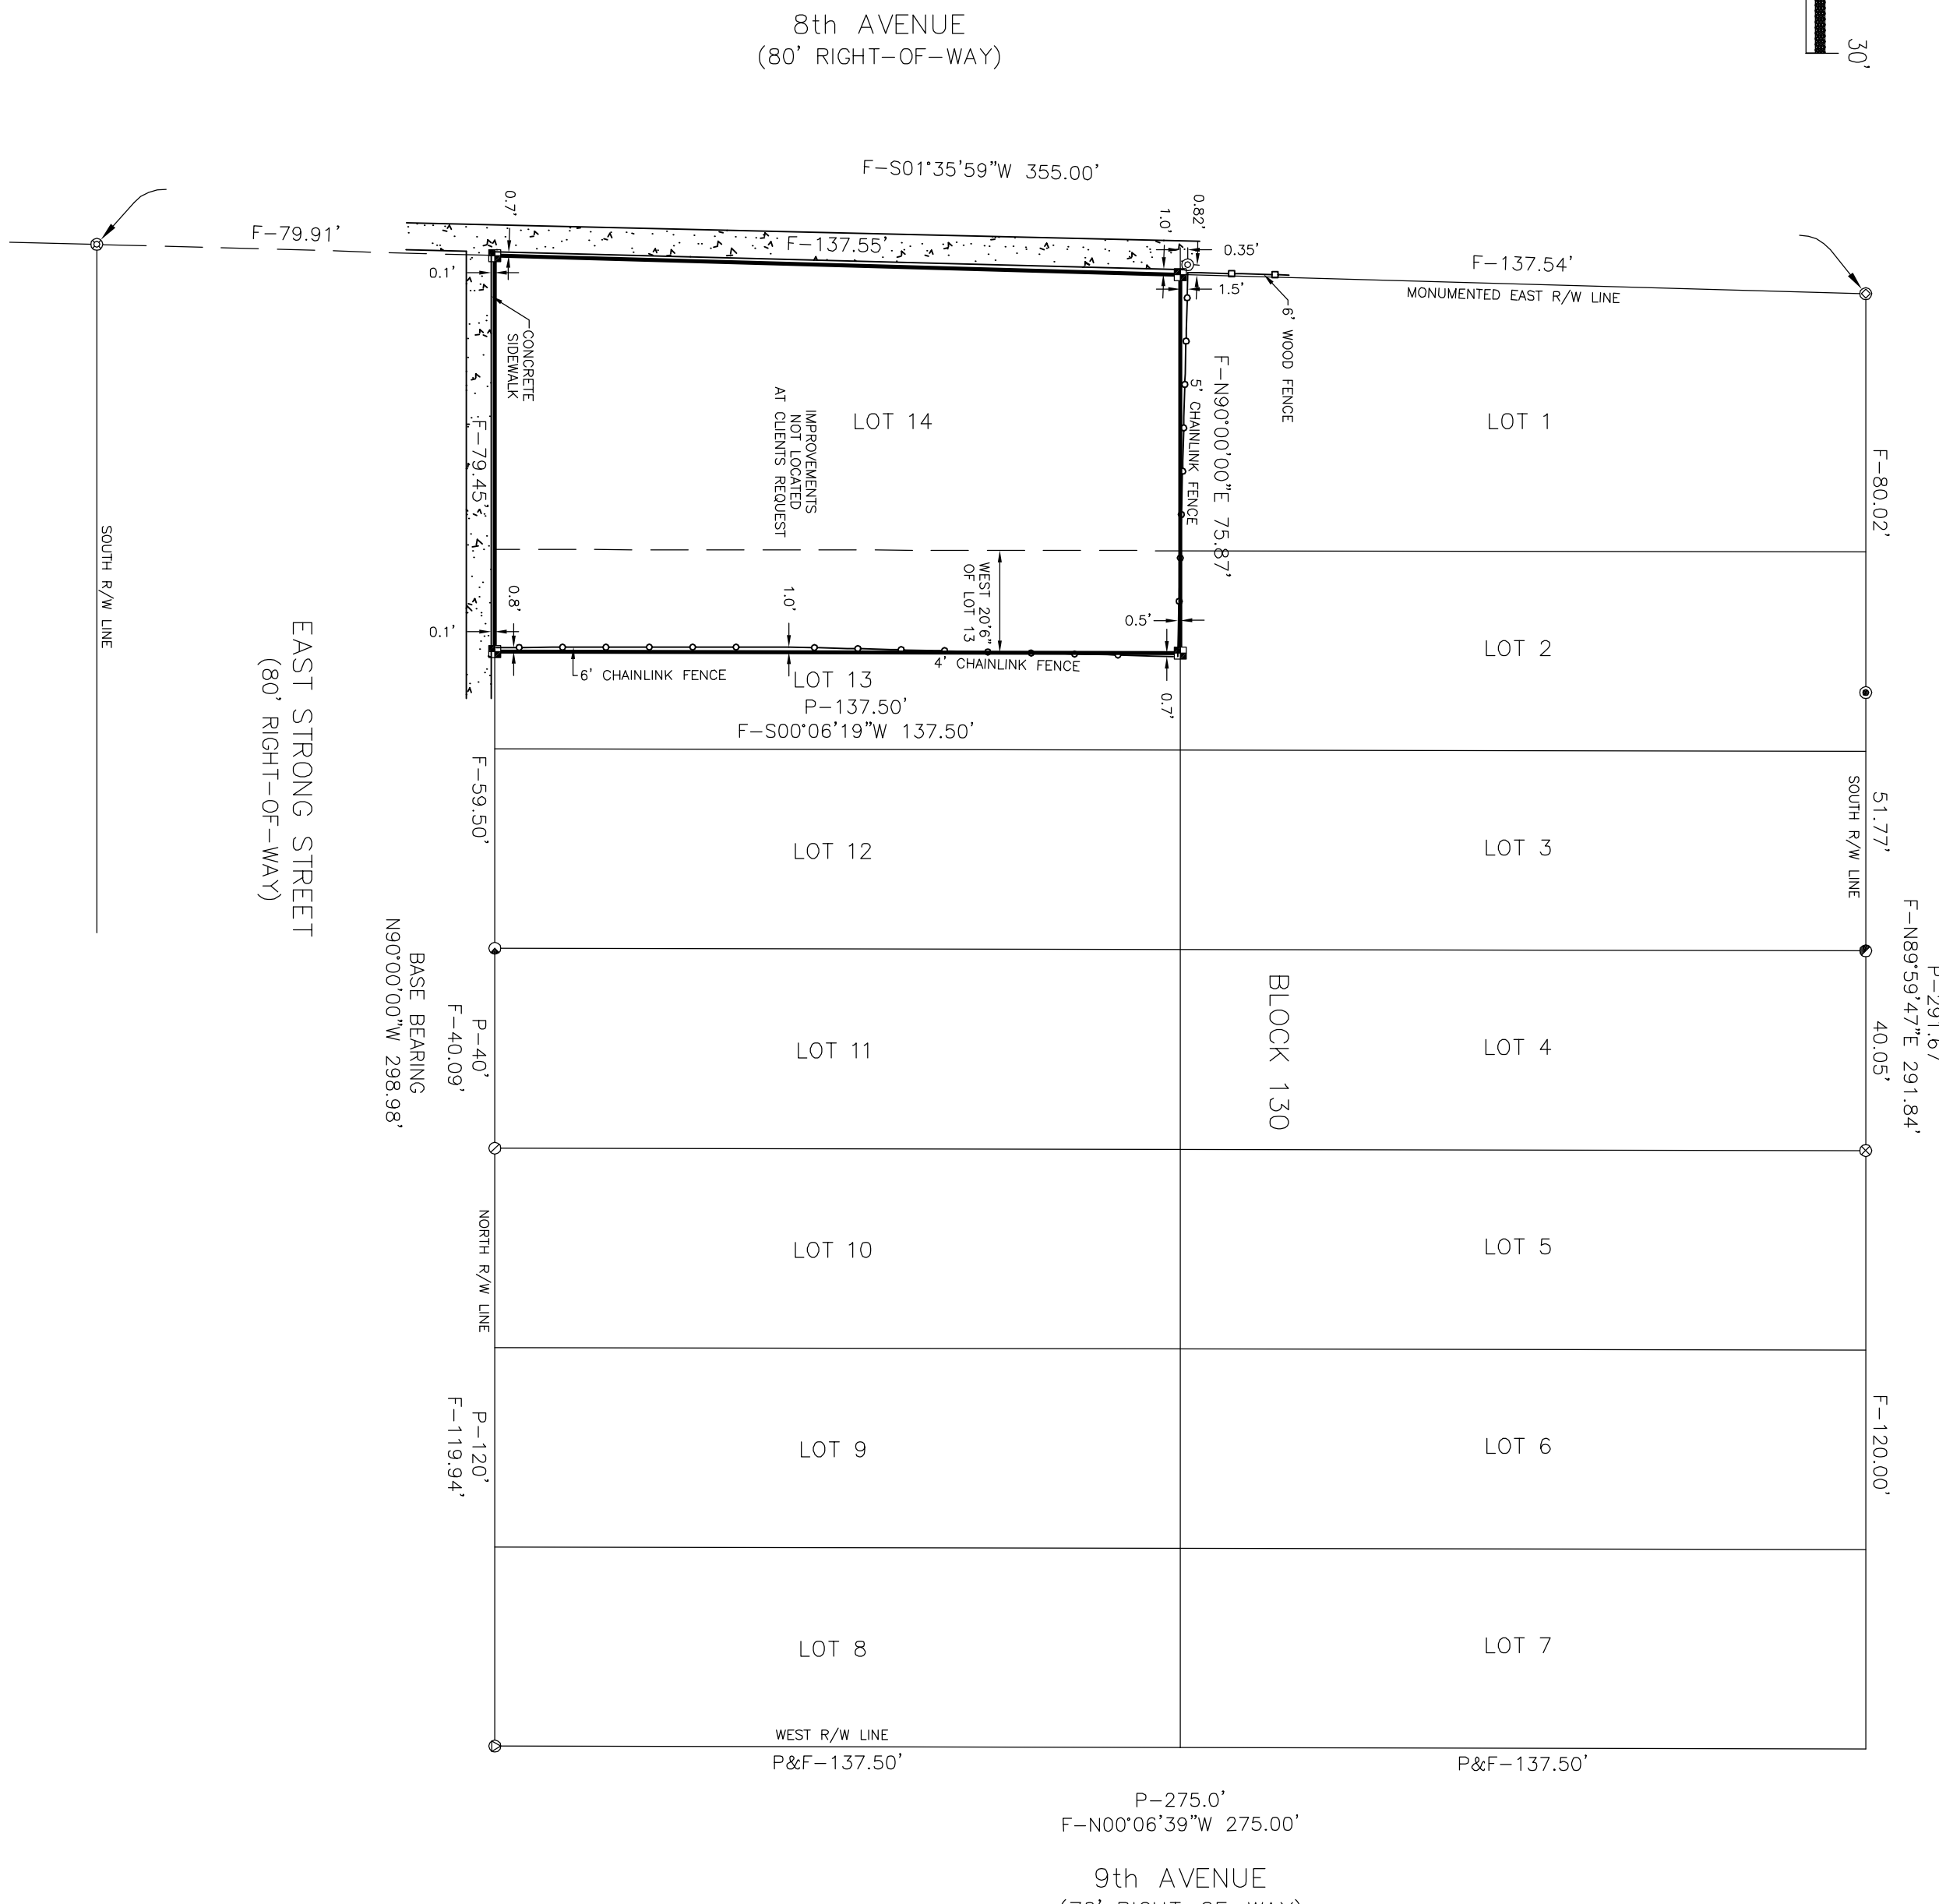 8th AVENUE
(80' RIGHT-OF-WAY)
30'
F-S01°35'59"W 355.00'
F-79.91'
0.7'
F-137.55'
1.0'
0.82'
0.35'
F-137.54'
MONUMENTED EAST R/W LINE
0.1'
1.5'
6' WOOD FENCE
CONCRETE
SIDEWALK
F-79.45'
IMPROVEMENTS
NOT LOCATED
AT CLIENTS REQUEST
LOT 14
5' CHAINLINK FENCE
F-N90°00'00"E 75.87'
LOT 1
F-80.02'
SOUTH R/W LINE
WEST 20'6"
OF LOT 13
0.8'
1.0'
0.5'
0.1'
6' CHAINLINK FENCE
4' CHAINLINK FENCE
0.7'
LOT 13
P-137.50'
F-S00°06'19"W 137.50'
LOT 2
EAST STRONG STREET
(80' RIGHT-OF-WAY)
F-59.50'
LOT 12
LOT 3
SOUTH R/W LINE
51.77'
P-291.67
F-N89°59'47"E 291.84'
BASE BEARING
N90°00'00"W 298.98'
P-40'
F-40.09'
LOT 11
BLOCK 130
LOT 4
40.05'
NORTH R/W LINE
LOT 10
LOT 5
P-120'
F-119.94'
LOT 9
LOT 6
F-120.00'
LOT 8
LOT 7
WEST R/W LINE
P&F-137.50'
P&F-137.50'
P-275.0'
F-N00°06'39"W 275.00'
9th AVENUE
RIGHT-OF-WAY)